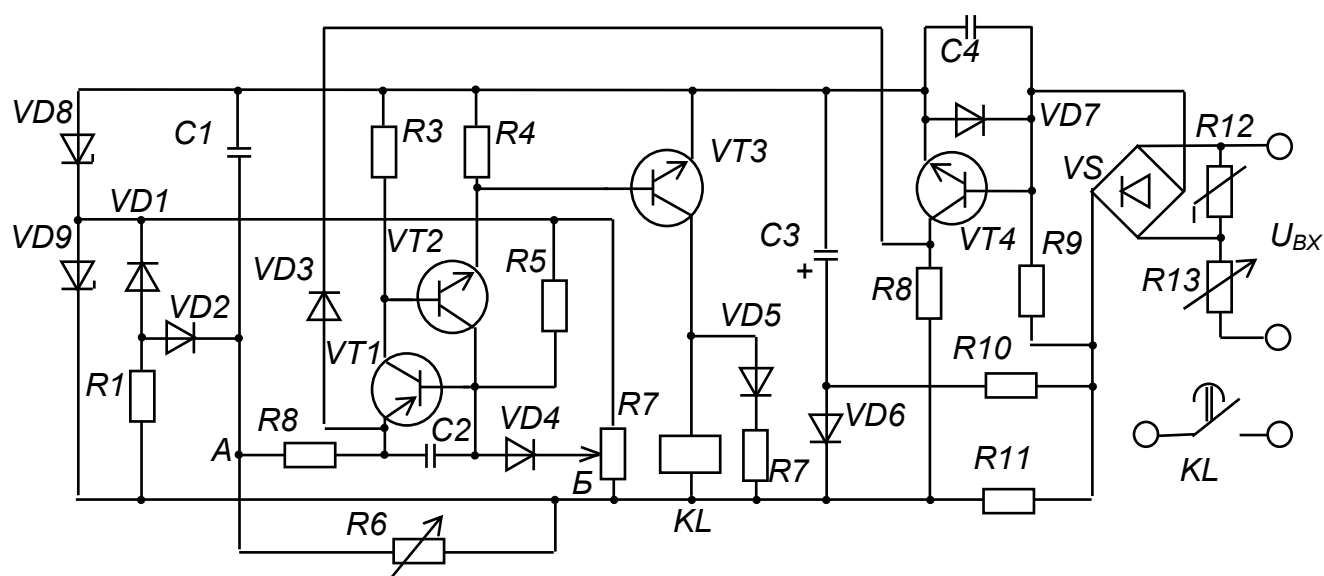 C4
VD8
C1
R3
R4
VT3
VD7
R12
VS
VD1
VD9
VT2
R5
C3
+
VT4
R9
U_BX
VD3
VD2
R8
R13
VT1
VD5
R10
R1
R8
C2
VD4
R7
VD6
A
Б
R7
R11
KL
KL
R6